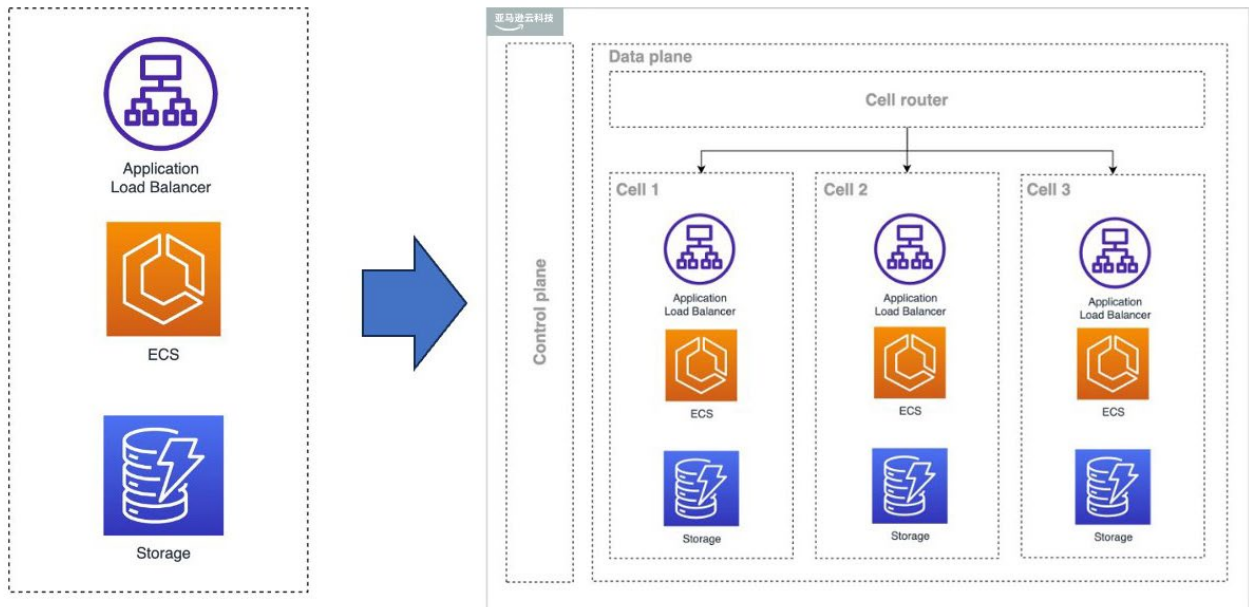 Application
Load Balancer
ECS
Storage
亚马逊云科技
Control plane
Data plane
Cell router
Cell 1
Application
Load Balancer
ECS
Storage
Cell 2
Application
Load Balancer
ECS
Storage
Cell 3
Application
Load Balancer
ECS
Storage